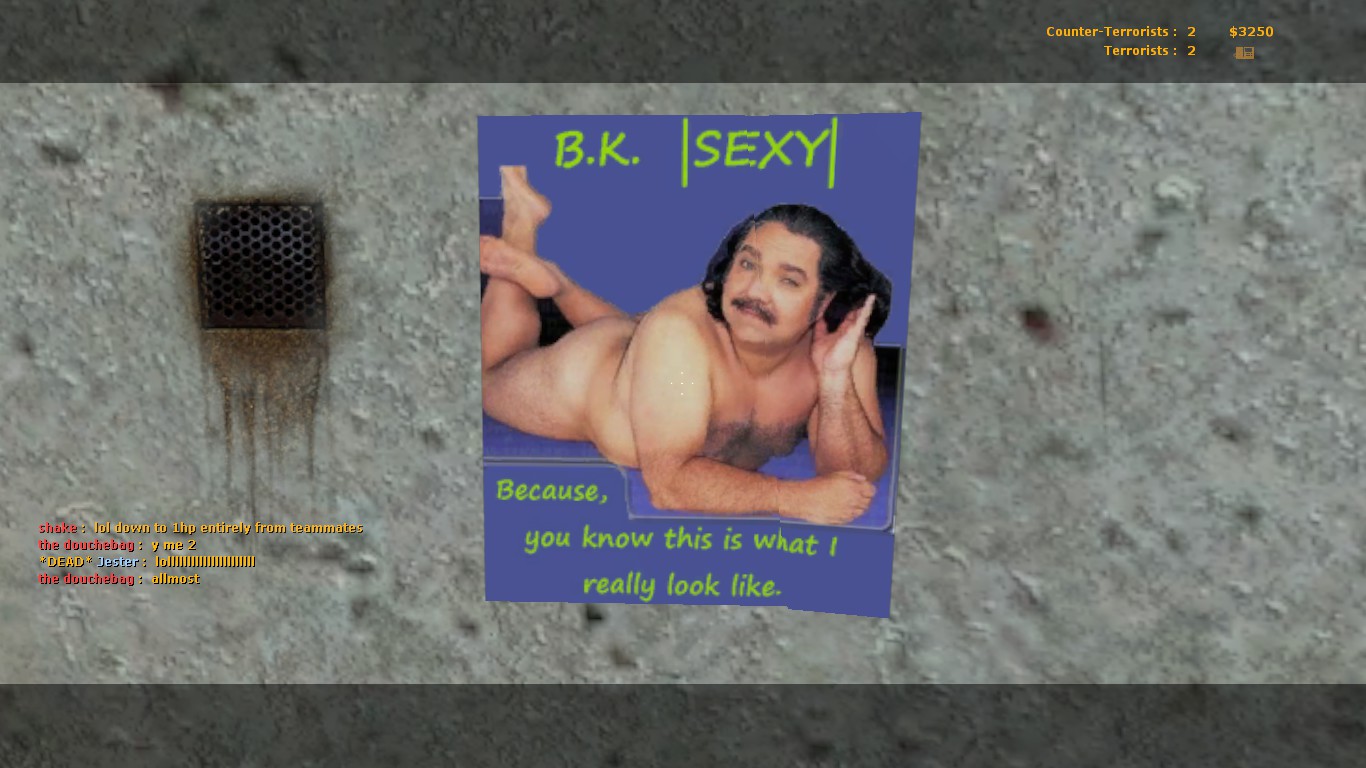 Counter-Terrorists : 2 $3250
Terrorists : 2
B.K. |SEXY|
Because,
you know this is what I
really look like.
shake : lol down to 1hp entirely from teammates
the douchebag : y me 2
*DEAD* Jester : lolllllllllllllllllllllll
the douchebag : allmost